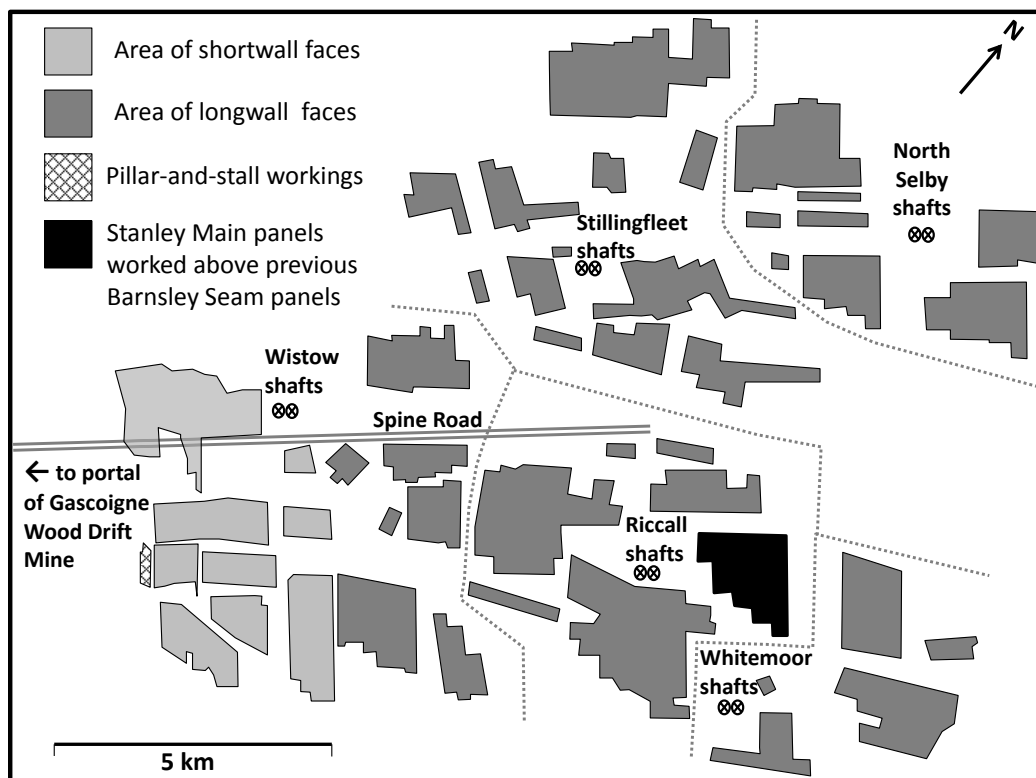 Area of shortwall faces
Area of longwall faces
Pillar-and-stall workings
Stanley Main panels
worked above previous
Barnsley Seam panels
N
North
Selby
shafts
Stillingfleet
shafts
Wistow
shafts
Spine Road
← to portal
of Gascoigne
Wood Drift
Mine
Riccall
shafts
Whitemoor
shafts
5 km